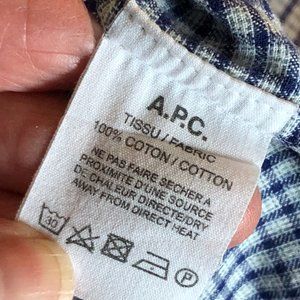 A.P.C.
TISSU / FABRIC
100% COTON / COTTON
NE PAS FAIRE SECHER A
PROXIMITE D'UNE SOURCE
DE CHALEUR DIRECTE/DRY
AWAY FROM DIRECT HEAT
30 P